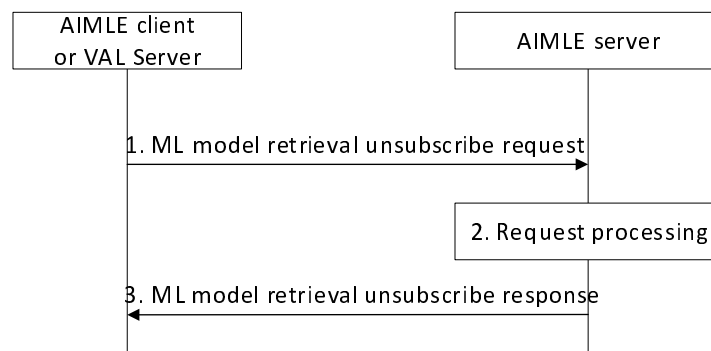 AIMLE client
or VAL Server
AIMLE server
1. ML model retrieval unsubscribe request
2. Request processing
3. ML model retrieval unsubscribe response